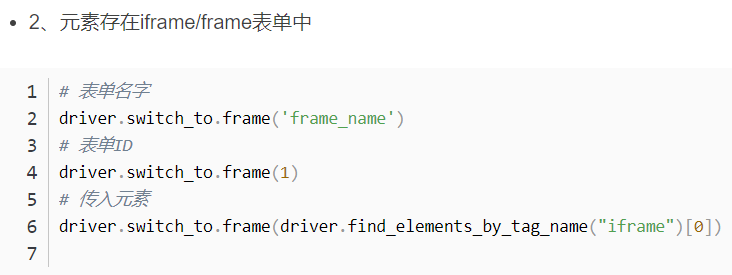 • 2、元素存在iframe/frame表单中
1 # 表单名字
2 driver.switch_to.frame('frame_name')
3 # 表单ID
4 driver.switch_to.frame(1)
5 # 传入元素
6 driver.switch_to.frame(driver.find_elements_by_tag_name("iframe")[0])
7